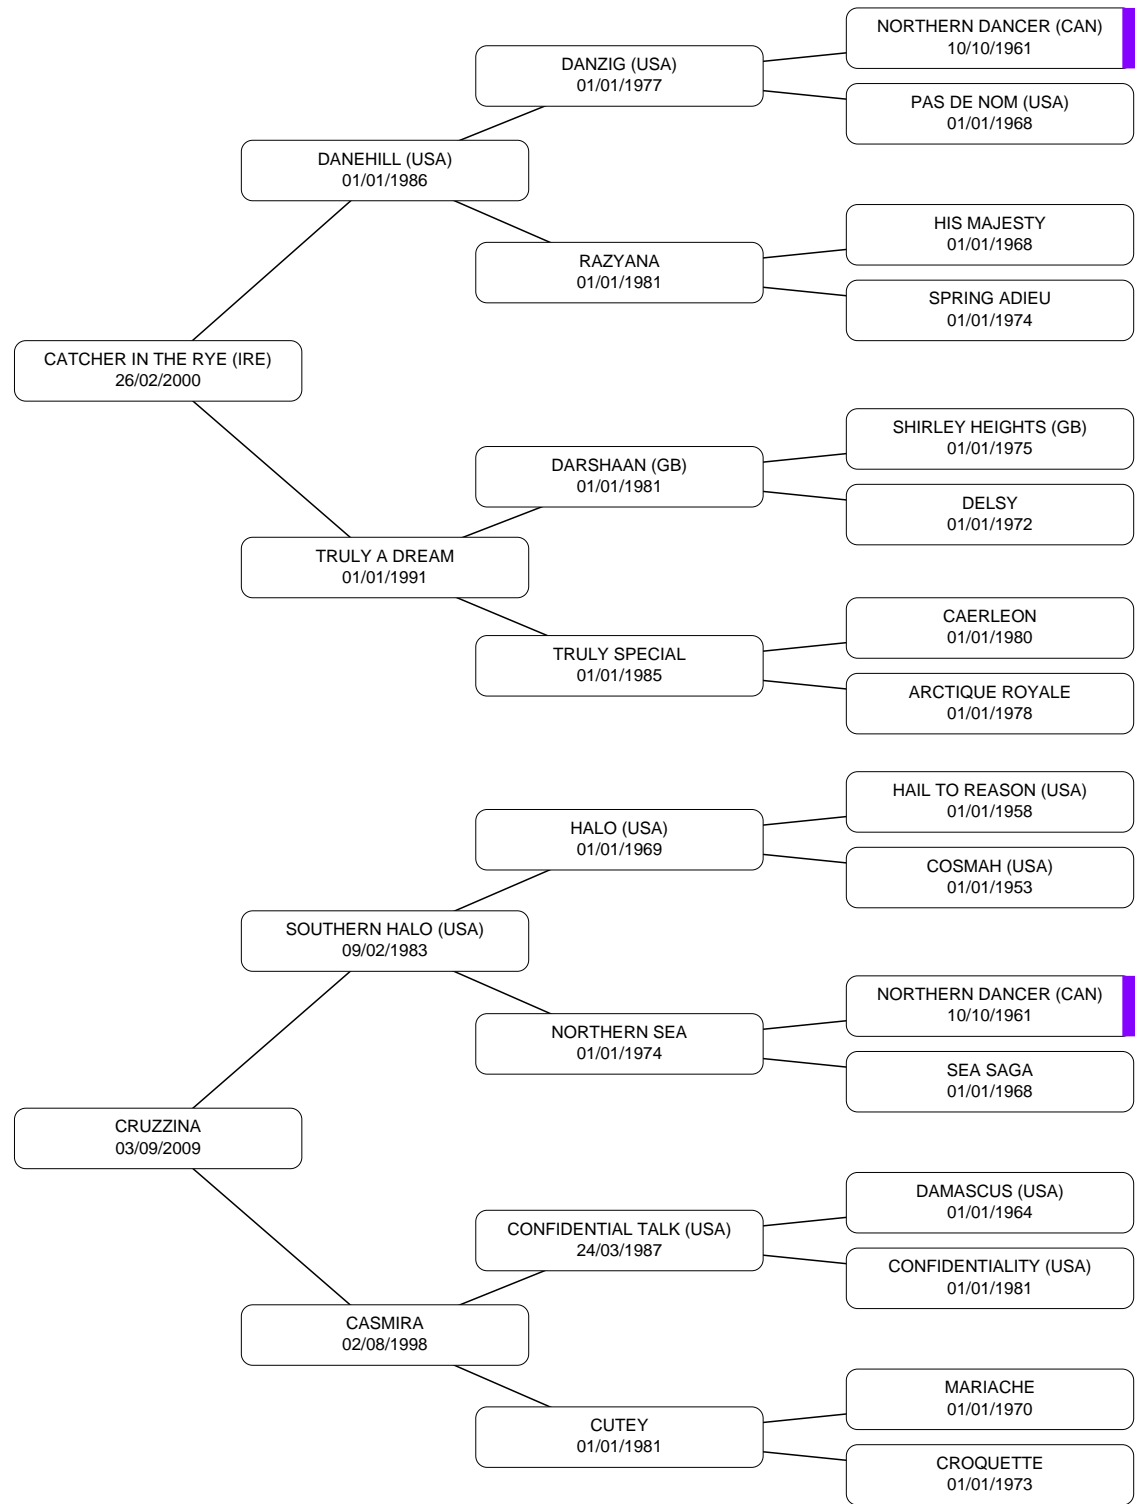 NORTHERN DANCER (CAN)
10/10/1961
DANZIG (USA)
01/01/1977
PAS DE NOM (USA)
01/01/1968
DANEHILL (USA)
01/01/1986
HIS MAJESTY
01/01/1968
RAZYANA
01/01/1981
SPRING ADIEU
01/01/1974
CATCHER IN THE RYE (IRE)
26/02/2000
SHIRLEY HEIGHTS (GB)
01/01/1975
DARSHAAN (GB)
01/01/1981
DELSY
01/01/1972
TRULY A DREAM
01/01/1991
CAERLEON
01/01/1980
TRULY SPECIAL
01/01/1985
ARCTIQUE ROYALE
01/01/1978
HAIL TO REASON (USA)
01/01/1958
HALO (USA)
01/01/1969
COSMAH (USA)
01/01/1953
SOUTHERN HALO (USA)
09/02/1983
NORTHERN DANCER (CAN)
10/10/1961
NORTHERN SEA
01/01/1974
SEA SAGA
01/01/1968
CRUZZINA
03/09/2009
DAMASCUS (USA)
01/01/1964
CONFIDENTIAL TALK (USA)
24/03/1987
CONFIDENTIALITY (USA)
01/01/1981
CASMIRA
02/08/1998
MARIACHE
01/01/1970
CUTEY
01/01/1981
CROQUETTE
01/01/1973